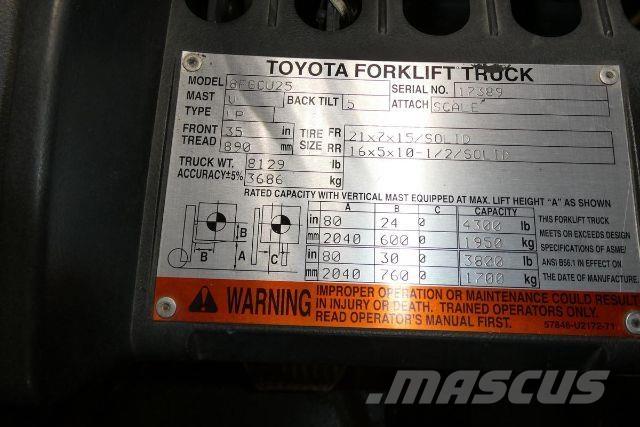 TOYOTA FORKLIFT TRUCK
MODEL 8FGCU25 SERIAL NO. 17389
MAST V BACK TILT 5 ATTACH SCALE
TYPE LP
FRONT TREAD 35 in TIRE SIZE FR 21x7x15/SOLID
890 mm RR 16x5x10-1/2/SOLID
TRUCK WT. 8129 lb
ACCURACY±5% 3686 kg
RATED CAPACITY WITH VERTICAL MAST EQUIPPED AT MAX. LIFT HEIGHT "A" AS SHOWN
A B C CAPACITY
in 80 24 0 4300 lb THIS FORKLIFT TRUCK
mm 2040 600 0 1950 kg MEETS OR EXCEEDS DESIGN
SPECIFICATIONS OF ASME/
in 80 30 0 3800 lb ANSI B56.1 IN EFFECT ON
mm 2040 760 0 1700 kg THE DATE OF MANUFACTURE.
B
B A
C
WARNING IMPROPER OPERATION OR MAINTENANCE COULD RESULT
IN INJURY OR DEATH. TRAINED OPERATORS ONLY.
READ OPERATOR'S MANUAL FIRST. 57846-U2172-71
MASCUS